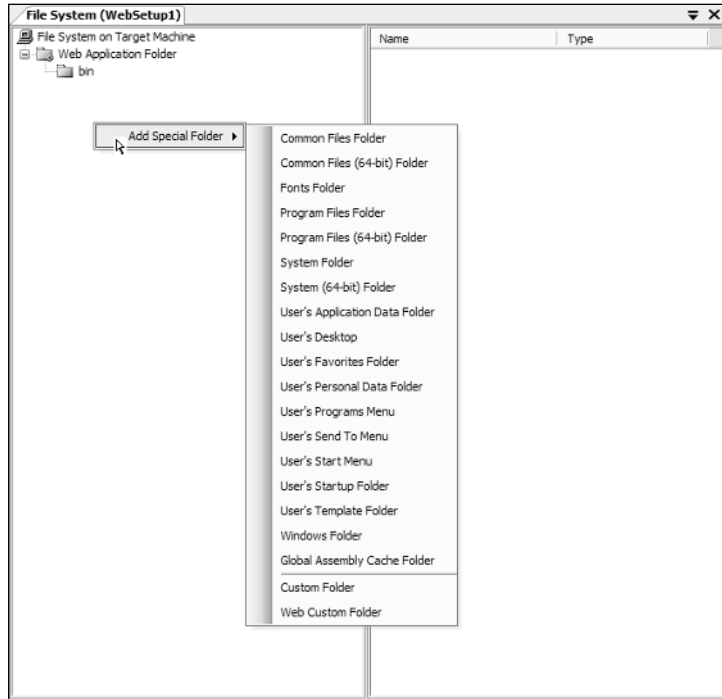 File System (WebSetup1)
File System on Target Machine
Web Application Folder
bin
Name Type
Add Special Folder
Common Files Folder
Common Files (64-bit) Folder
Fonts Folder
Program Files Folder
Program Files (64-bit) Folder
System Folder
System (64-bit) Folder
User's Application Data Folder
User's Desktop
User's Favorites Folder
User's Personal Data Folder
User's Programs Menu
User's Send To Menu
User's Start Menu
User's Startup Folder
User's Template Folder
Windows Folder
Global Assembly Cache Folder
Custom Folder
Web Custom Folder